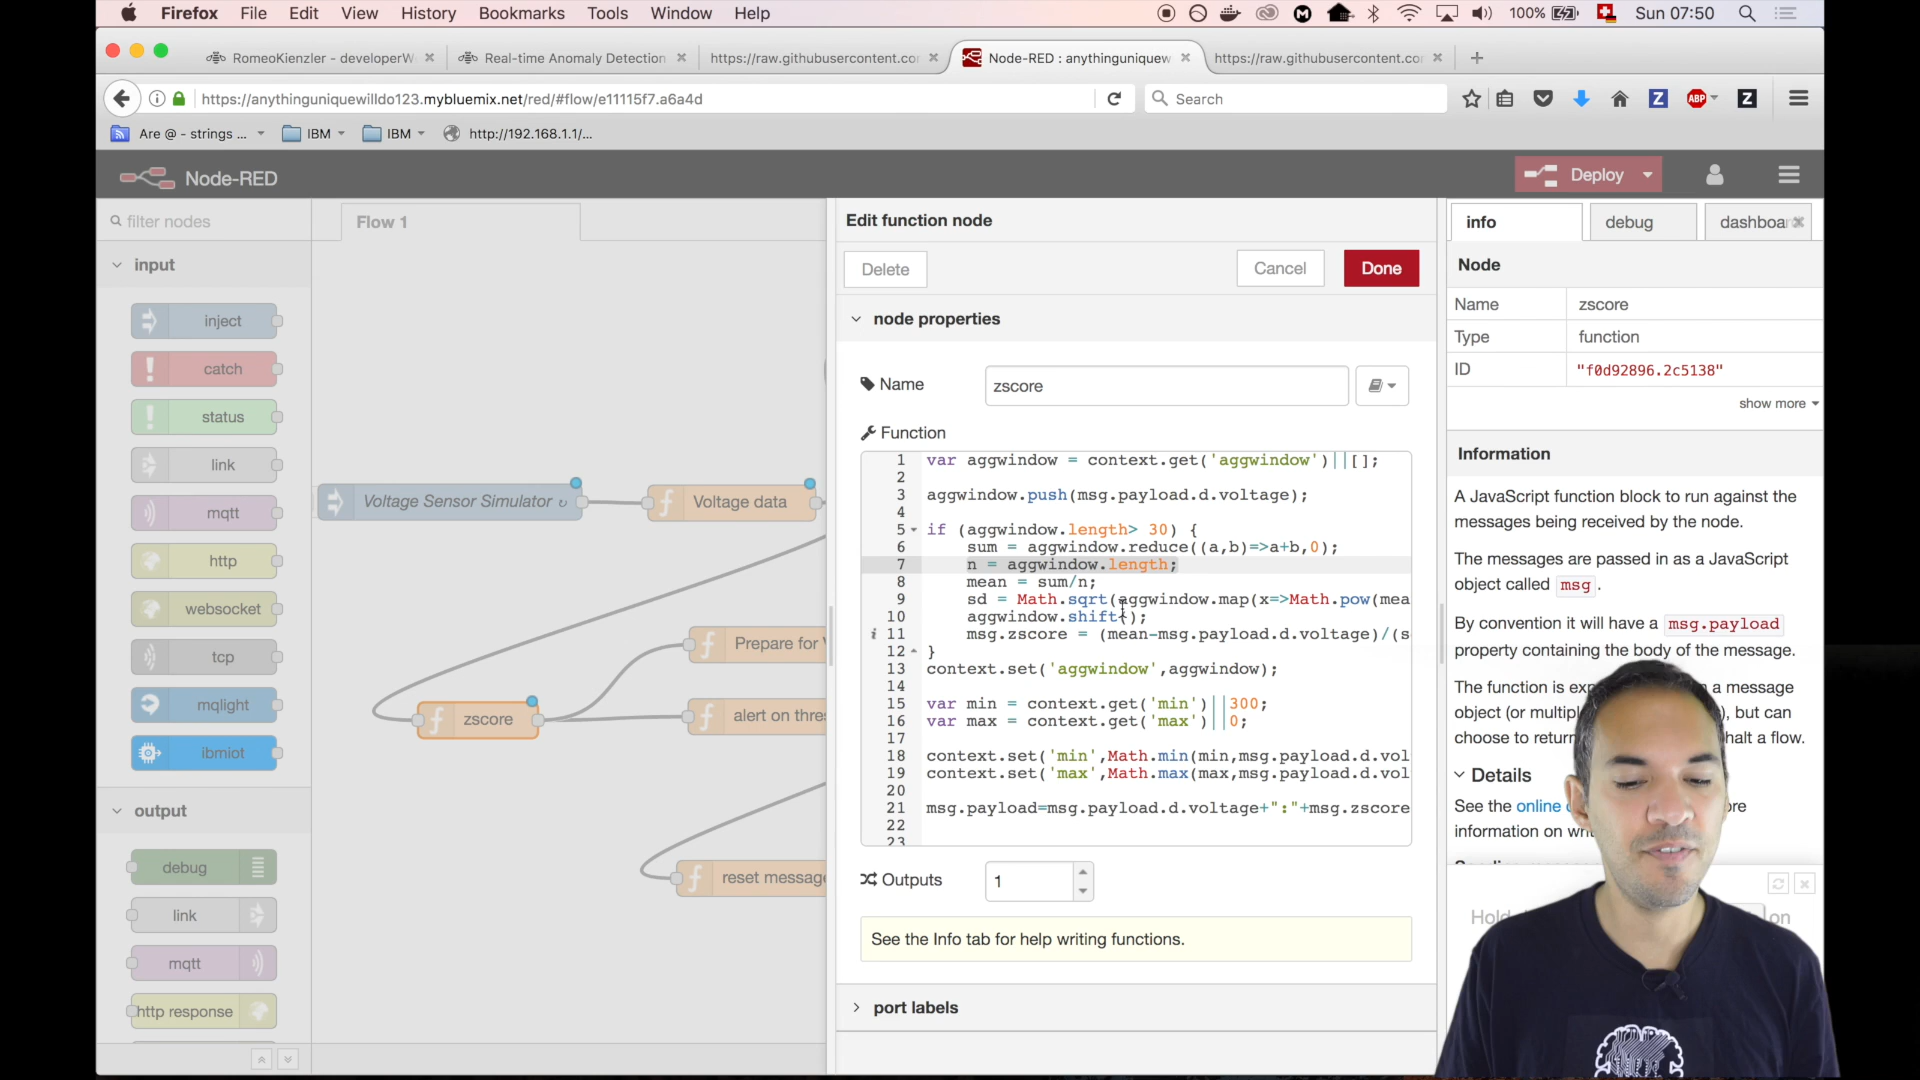 Firefox File Edit View History Bookmarks Tools Window Help
100% Sun 07:50
RomeoKienzler - developerW
Real-time Anomaly Detection
https://raw.githubusercontent.cor
Node-RED : anythinguniquew
https://raw.githubusercontent.cor
https://anythinguniquewilldo123.mybluemix.net/red/#flow/e11115f7.a6a4d
Search
ABP
Are @ - strings ...
IBM
IBM
http://192.168.1.1/...
Node-RED
Deploy
filter nodes
input
inject
catch
status
link
mqtt
http
websocket
tcp
mqlight
ibmiot
output
debug
link
mqtt
http response
Flow 1
Voltage Sensor Simulator
Voltage data
Prepare for
zscore
alert on thres
reset message
Edit function node
Delete
Cancel
Done
node properties
Name
zscore
Function
1 var aggwindow = context.get('aggwindow')||[];
2
3 aggwindow.push(msg.payload.d.voltage);
4
5 if (aggwindow.length> 30) {
6 sum = aggwindow.reduce((a,b)=>a+b,0);
7 n = aggwindow.length;
8 mean = sum/n;
9 sd = Math.sqrt(aggwindow.map(x=>Math.pow(mea
10 aggwindow.shift();
11 msg.zscore = (mean-msg.payload.d.voltage)/(s
12 }
13 context.set('aggwindow',aggwindow);
14
15 var min = context.get('min')||300;
16 var max = context.get('max')||0;
17
18 context.set('min',Math.min(min,msg.payload.d.vol
19 context.set('max',Math.max(max,msg.payload.d.vol
20
21 msg.payload=msg.payload.d.voltage+":"+msg.zscore
22
23
Outputs
1
See the Info tab for help writing functions.
port labels
info
debug
dashboa
Node
Name zscore
Type function
ID "f0d92896.2c5138"
show more
Information
A JavaScript function block to run against the
messages being received by the node.
The messages are passed in as a JavaScript
object called msg .
By convention it will have a msg.payload
property containing the body of the message.
The function is exp a message
object (or multip ), but can
choose to return halt a flow.
Details
See the online
information on
Hold on